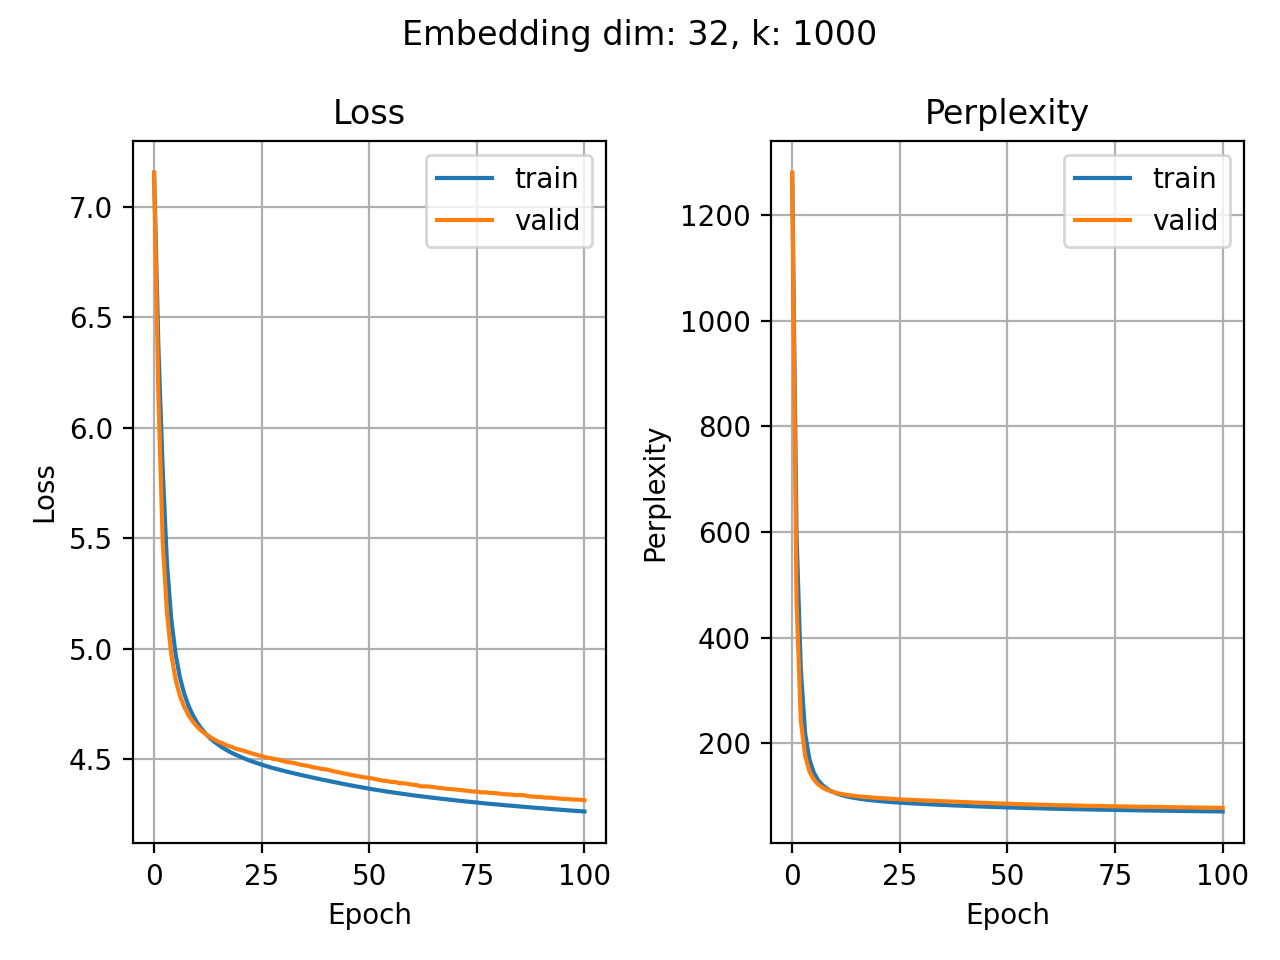 Embedding dim: 32, k: 1000
Loss
train
valid
7.0
6.5
6.0
5.5
5.0
4.5
Loss
0 25 50 75 100
Epoch
Perplexity
train
valid
1200
1000
800
600
400
200
Perplexity
0 25 50 75 100
Epoch